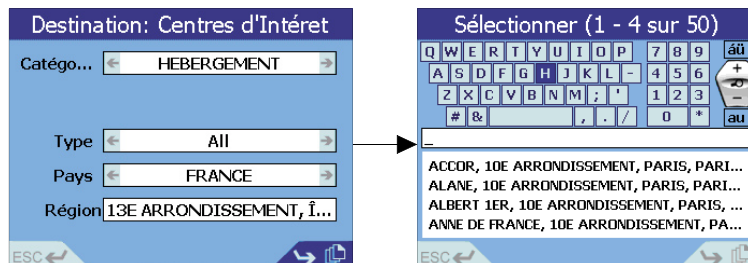 Destination: Centres d'Intéret
Catégo... HEBERGEMENT
Type All
Pays FRANCE
Région 13E ARRONDISSEMENT, Î...
ESC
Sélectionner (1 - 4 sur 50)
Q W E R T Y U I O P 7 8 9 áü
A S D F G H J K L - 4 5 6 +
Z X C V B N M ; ' 1 2 3 -
# & , . / 0 * au
_
ACCOR, 10E ARRONDISSEMENT, PARIS, PARI...
ALANE, 10E ARRONDISSEMENT, PARIS, PARI...
ALBERT 1ER, 10E ARRONDISSEMENT, PARIS, ...
ANNE DE FRANCE, 10E ARRONDISSEMENT, PA...
ESC